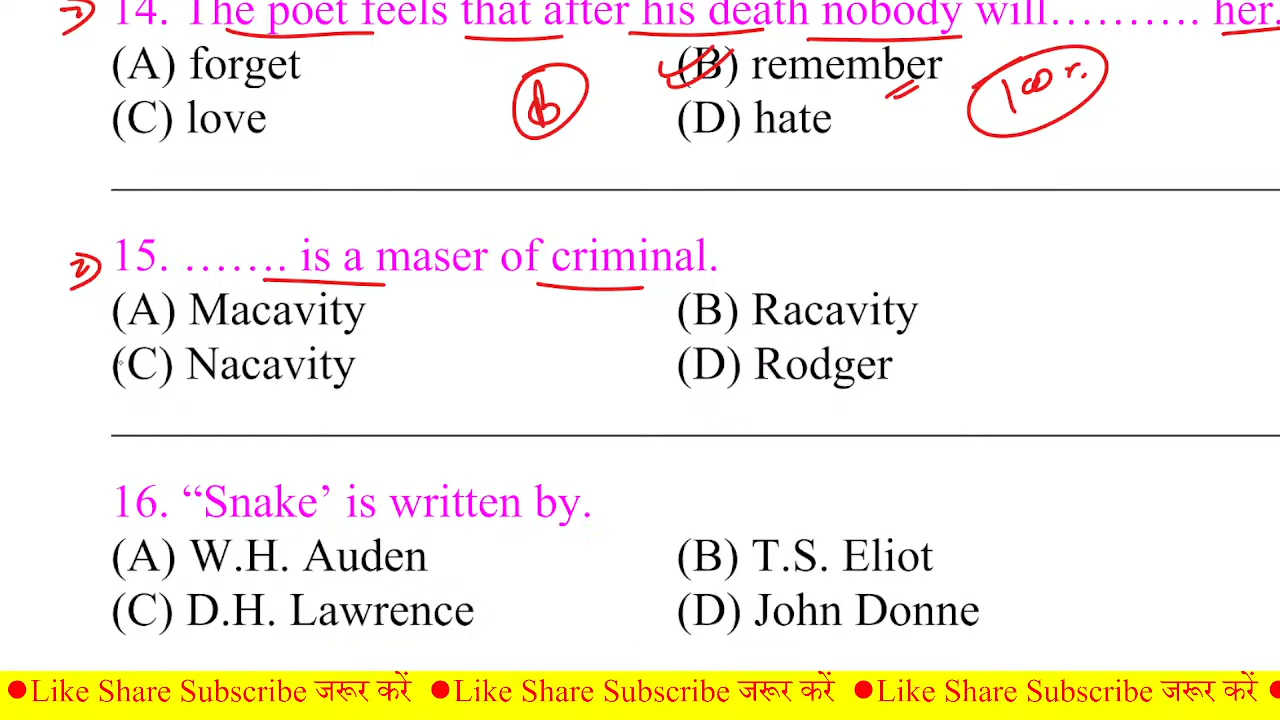 14. The poet feels that after his death nobody will………. her.
(A) forget (B) remember
(C) love (D) hate
B
15. ……. is a maser of criminal.
(A) Macavity (B) Racavity
(C) Nacavity (D) Rodger
16. “Snake’ is written by.
(A) W.H. Auden (B) T.S. Eliot
(C) D.H. Lawrence (D) John Donne
●Like Share Subscribe जरूर करें ●Like Share Subscribe जरूर करें ●Like Share Subscribe जरूर करें ●